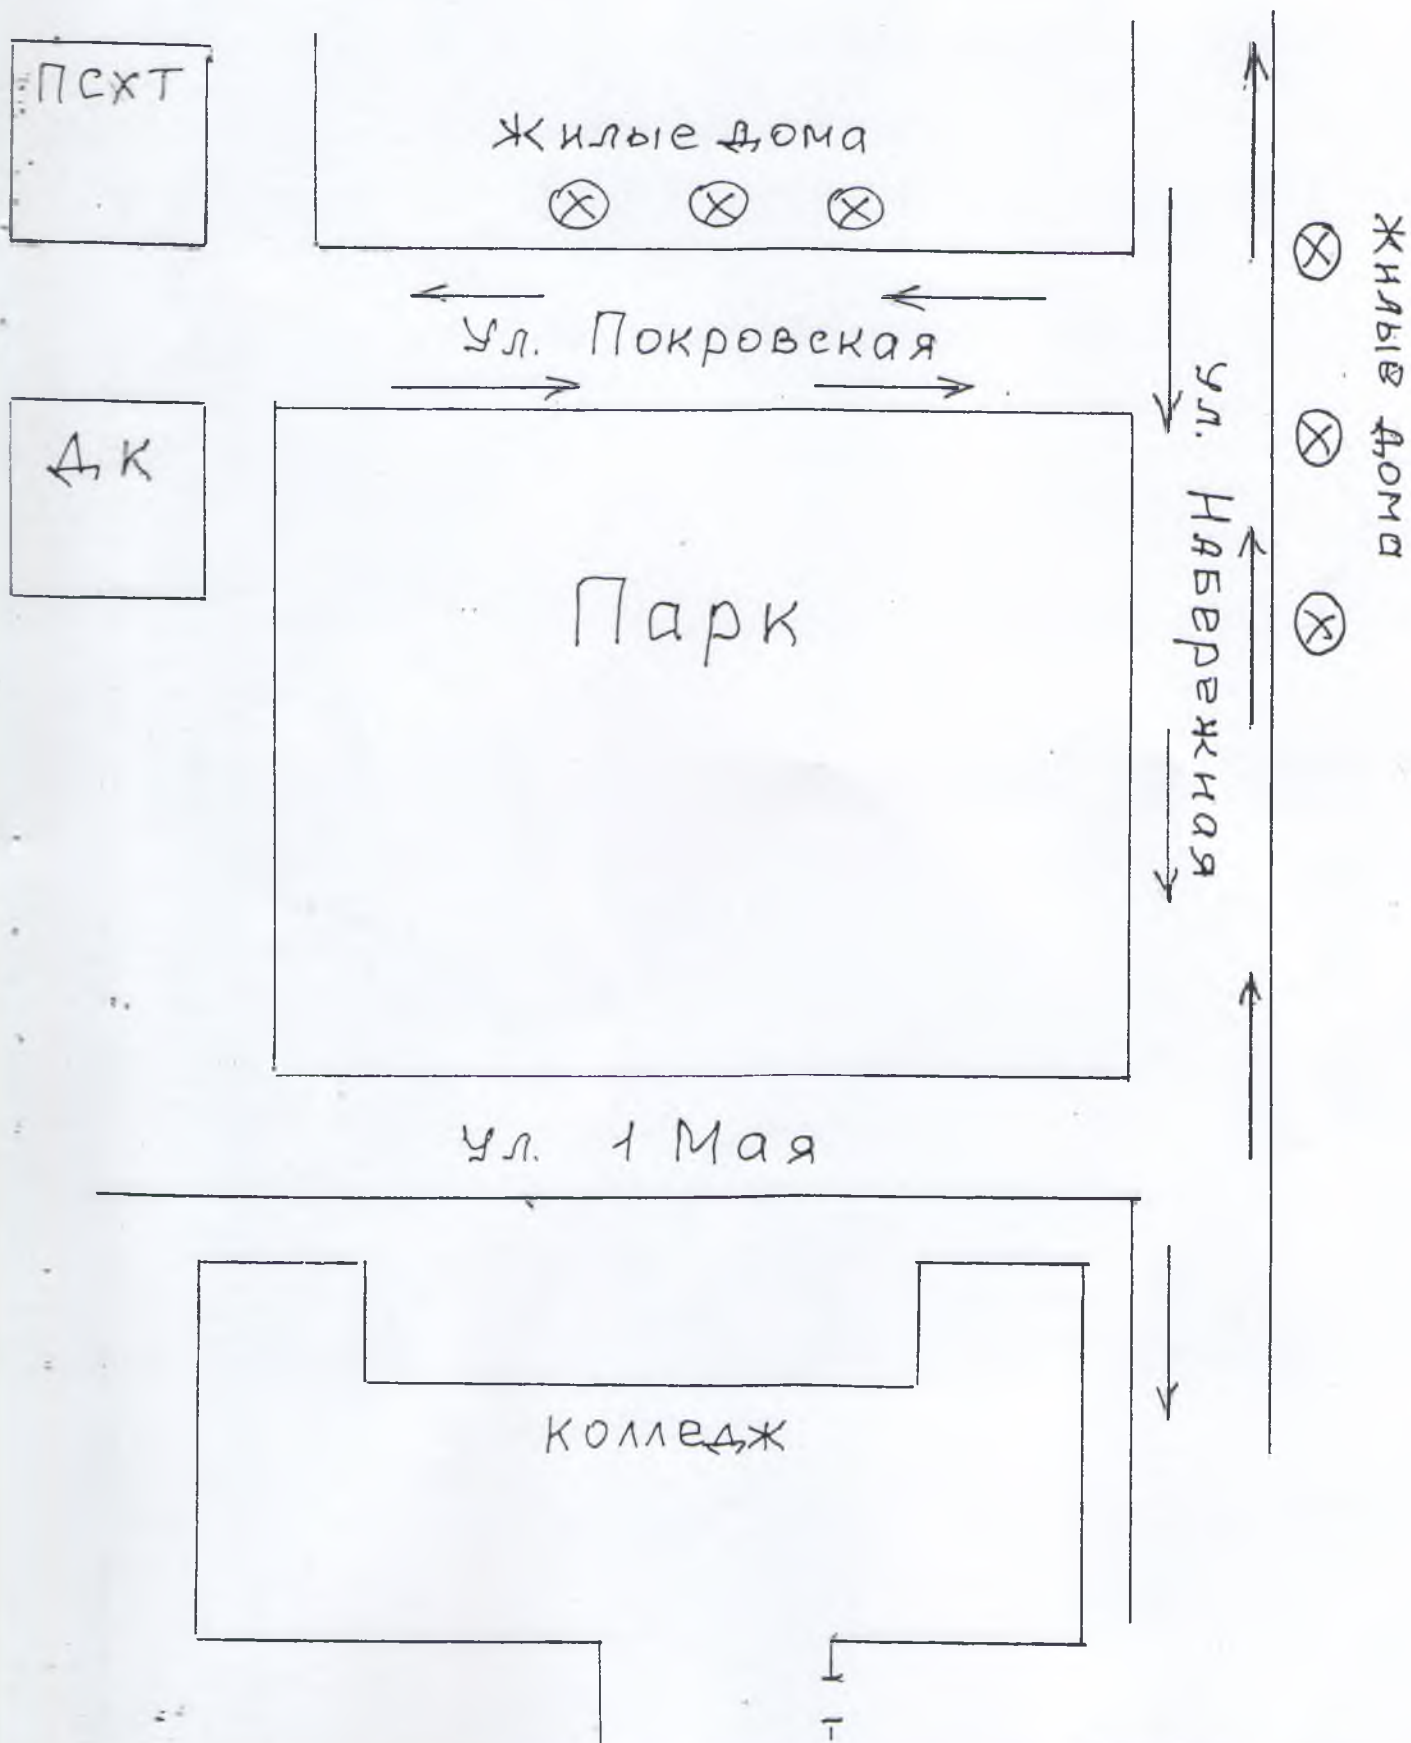 ПСХТ
Жилые дома
Ул. Покровская
ДК
Парк
ул. Набережная
Жилые дома
Ул. 1 Мая
колледж